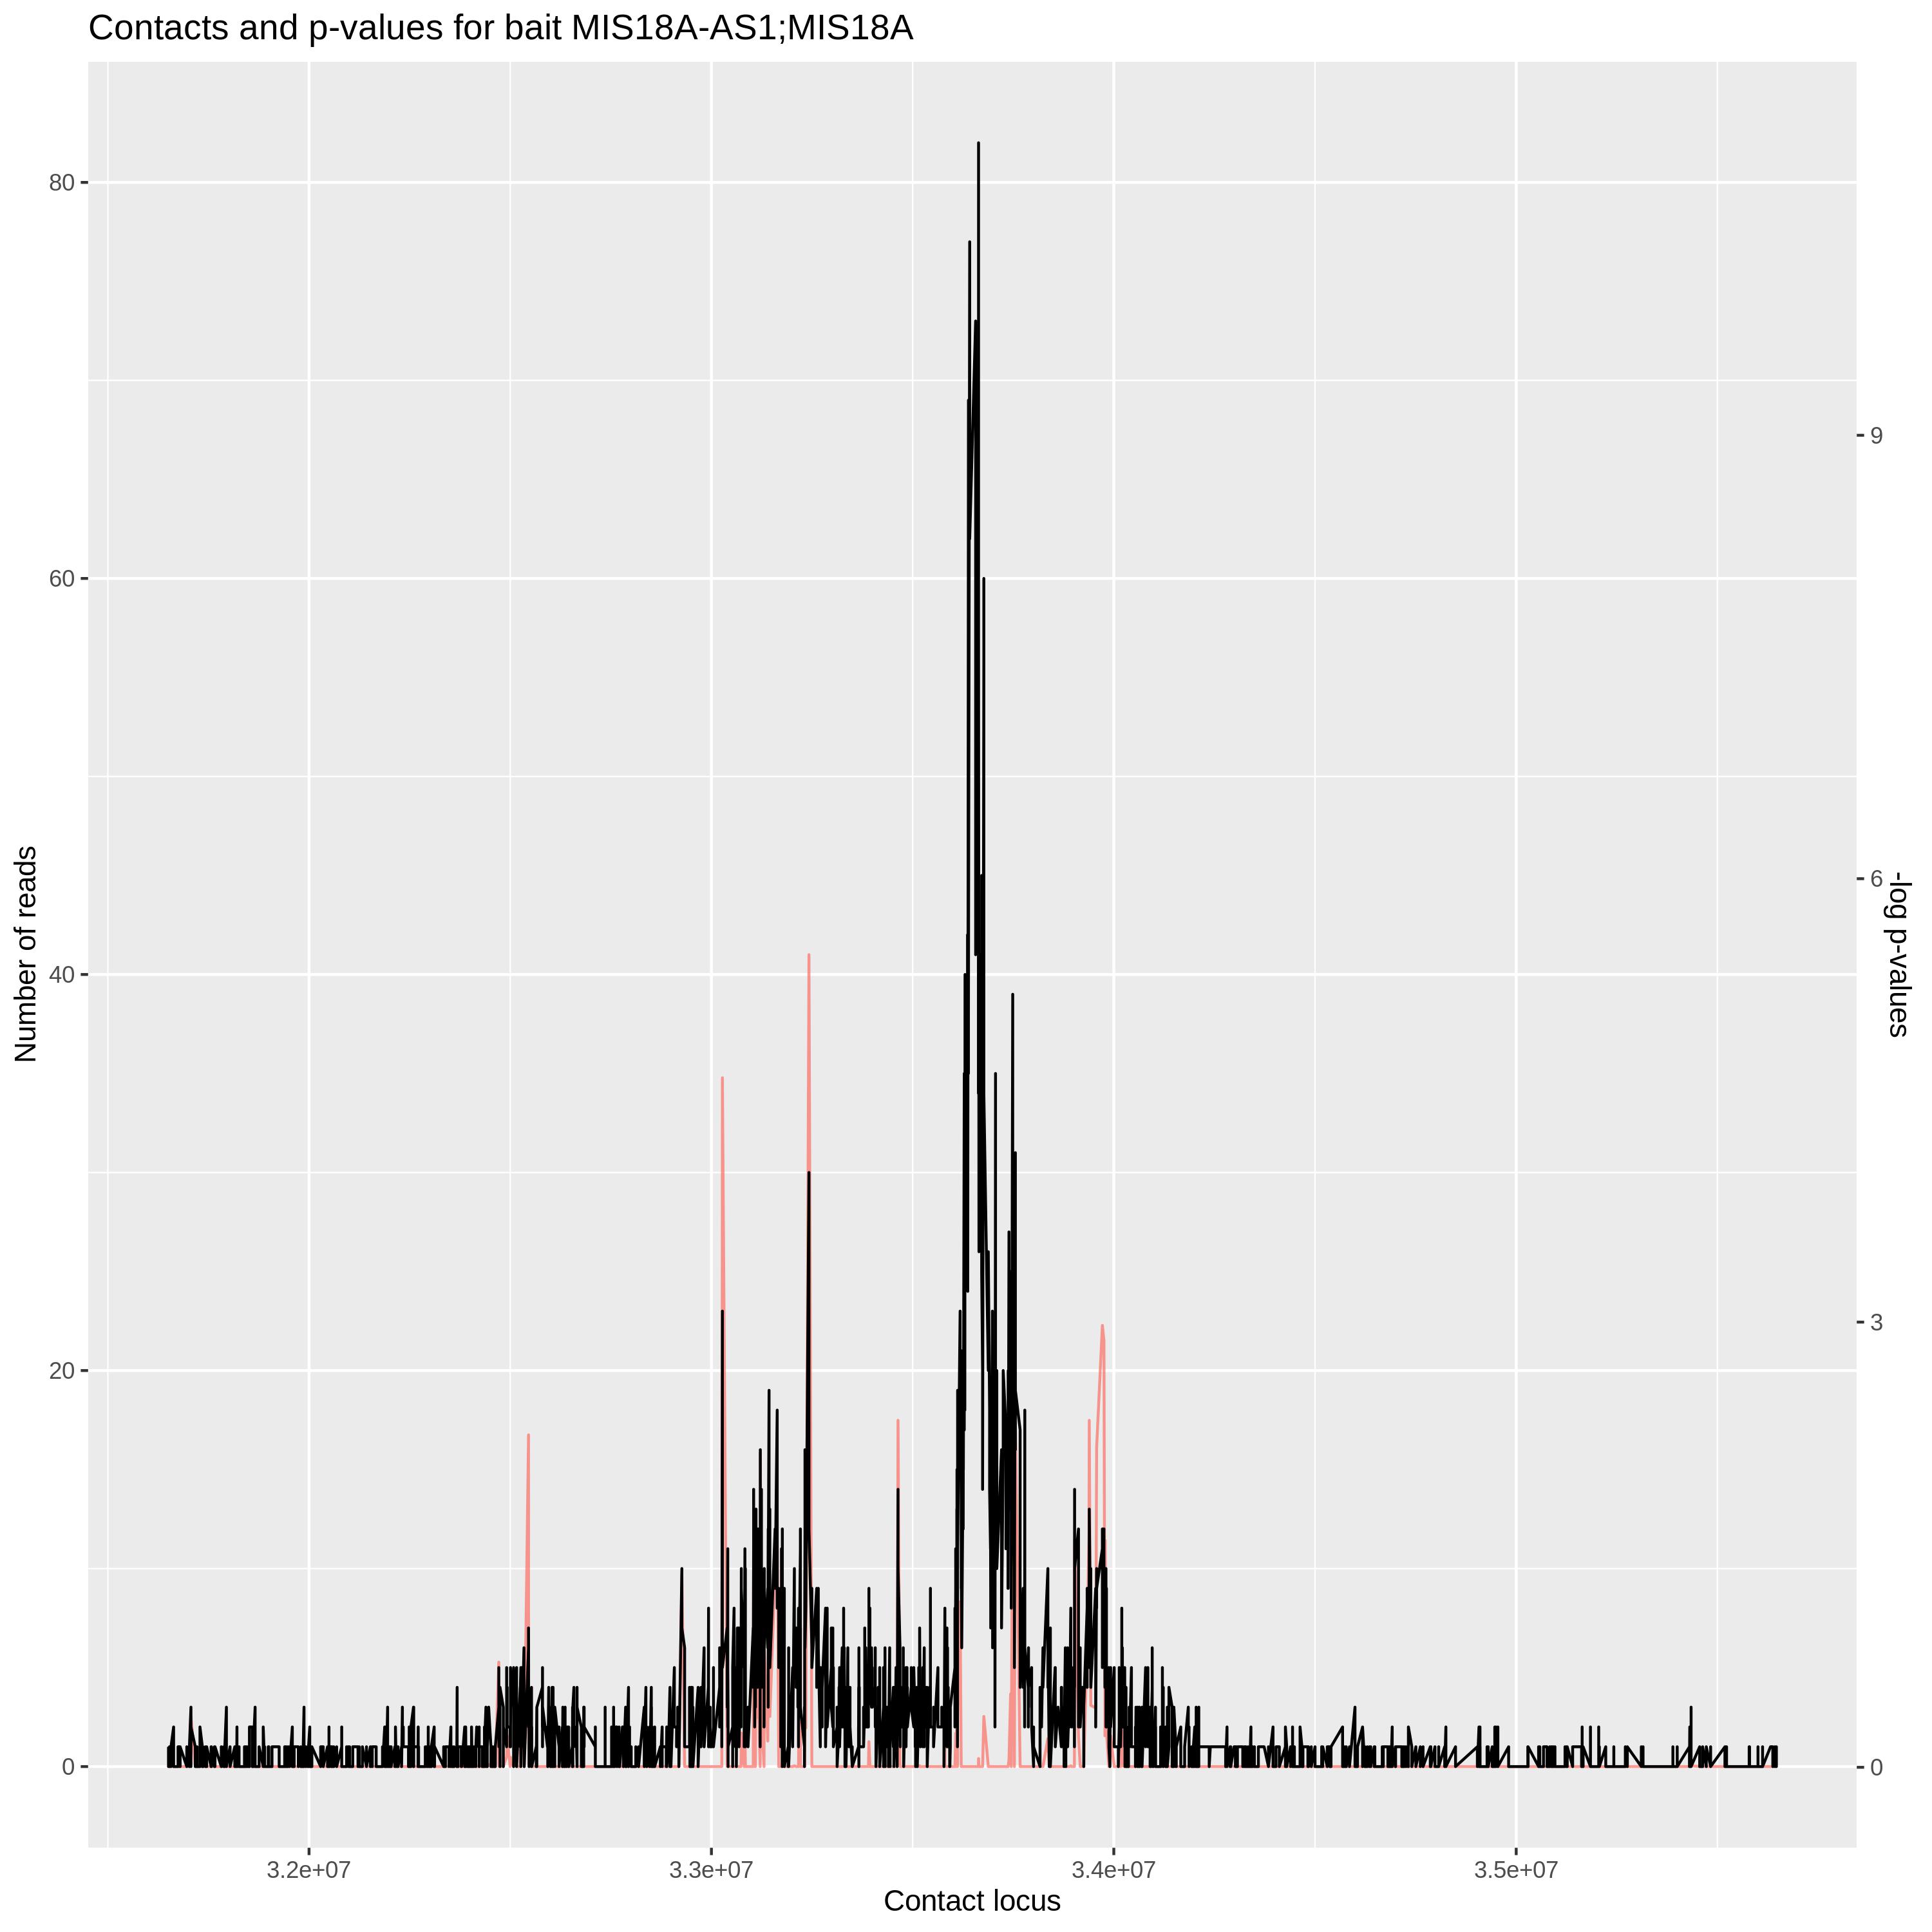 Contacts and p-values for bait MIS18A-AS1;MIS18A
80
60
40
20
0
Number of reads
9
6
3
0
-log p-values
3.2e+07
3.3e+07
3.4e+07
3.5e+07
Contact locus